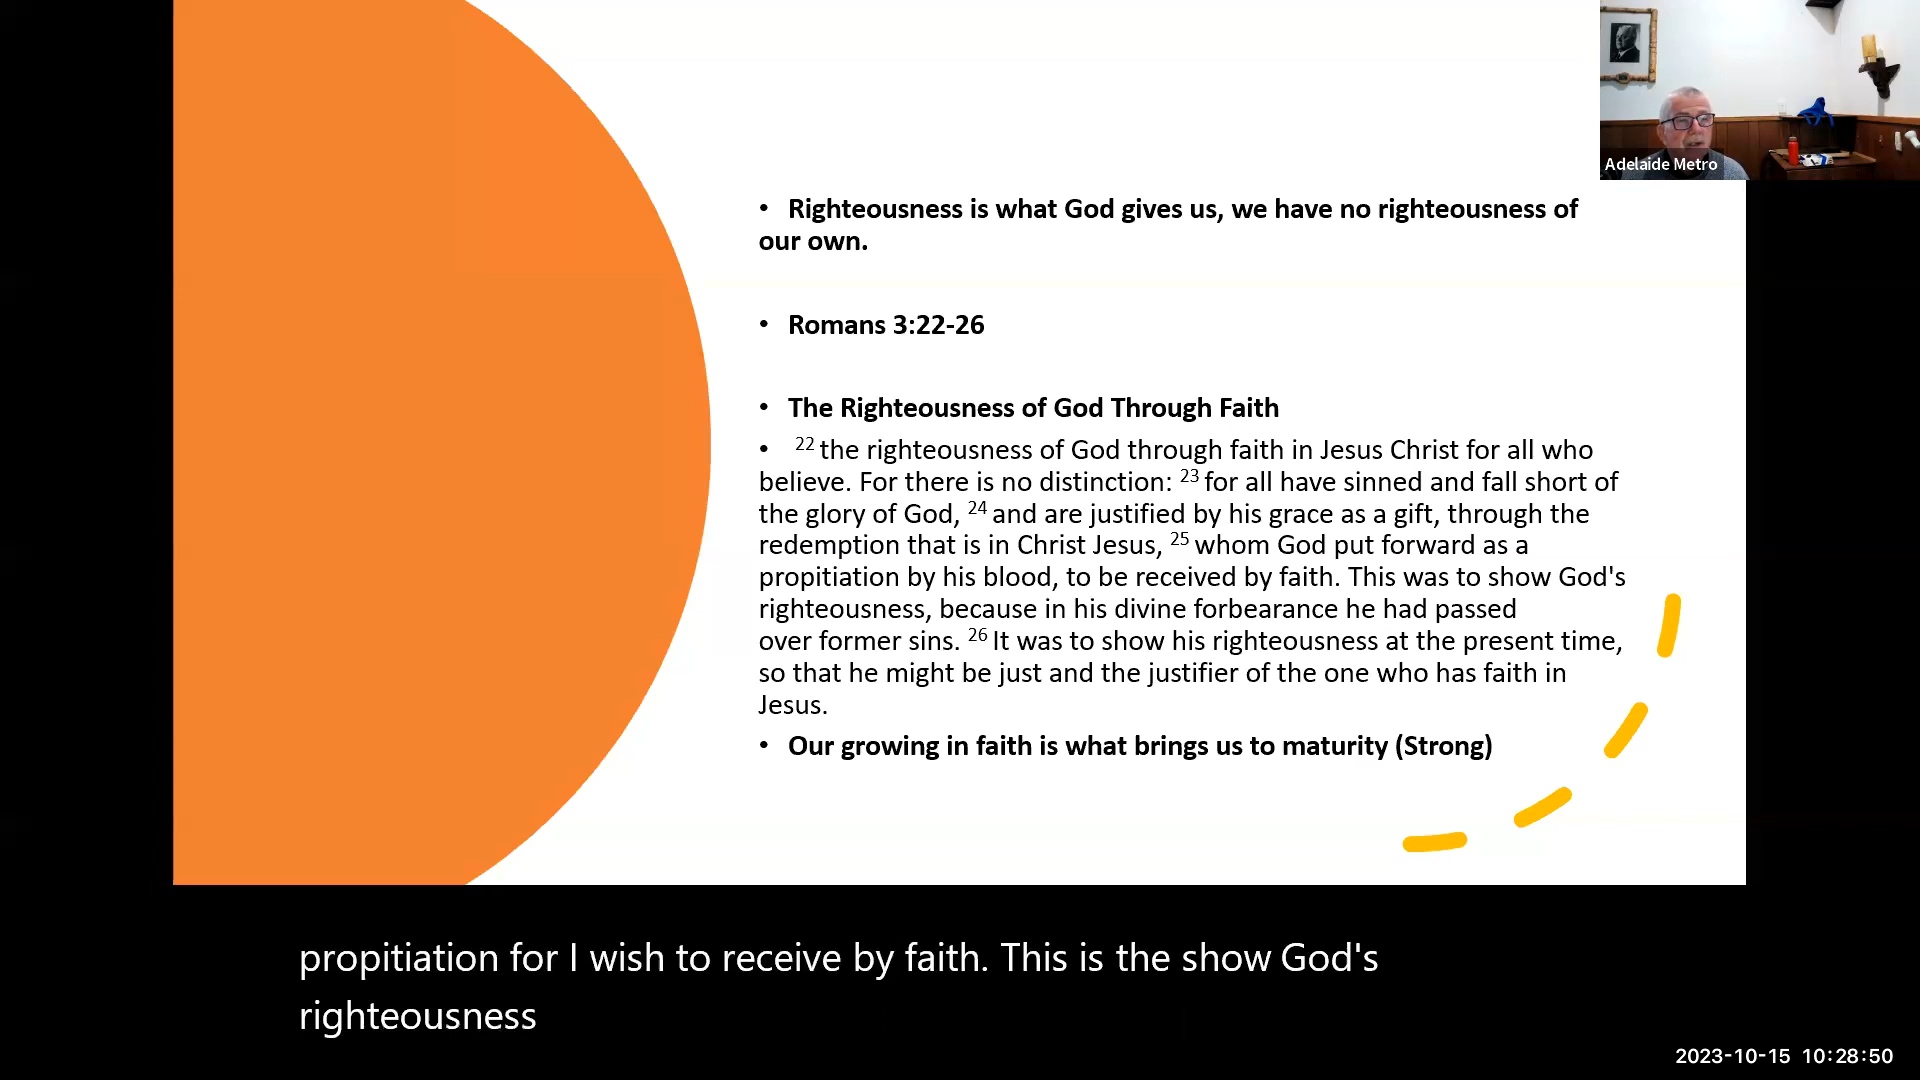 Adelaide Metro
• Righteousness is what God gives us, we have no righteousness of
our own.
• Romans 3:22-26
• The Righteousness of God Through Faith
• 22 the righteousness of God through faith in Jesus Christ for all who
believe. For there is no distinction: 23 for all have sinned and fall short of
the glory of God, 24 and are justified by his grace as a gift, through the
redemption that is in Christ Jesus, 25 whom God put forward as a
propitiation by his blood, to be received by faith. This was to show God's
righteousness, because in his divine forbearance he had passed
over former sins. 26 It was to show his righteousness at the present time,
so that he might be just and the justifier of the one who has faith in
Jesus.
• Our growing in faith is what brings us to maturity (Strong)
propitiation for I wish to receive by faith. This is the show God's
righteousness
2023-10-15 10:28:50